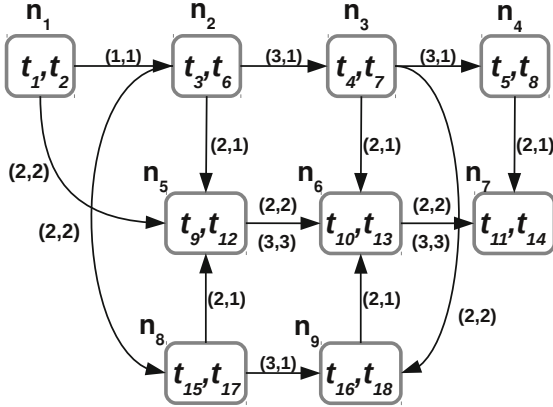 n1 n2 n3 n4
t1,t2 (1,1) t3,t6 (3,1) t4,t7 (3,1) t5,t8
(2,1) (2,1) (2,1)
(2,2) n5 n6 n7
(2,2) t9,t12 (2,2) t10,t13 (2,2) t11,t14
(3,3) (3,3)
(2,1) (2,1) (2,2)
n8 n9
t15,t17 (3,1) t16,t18